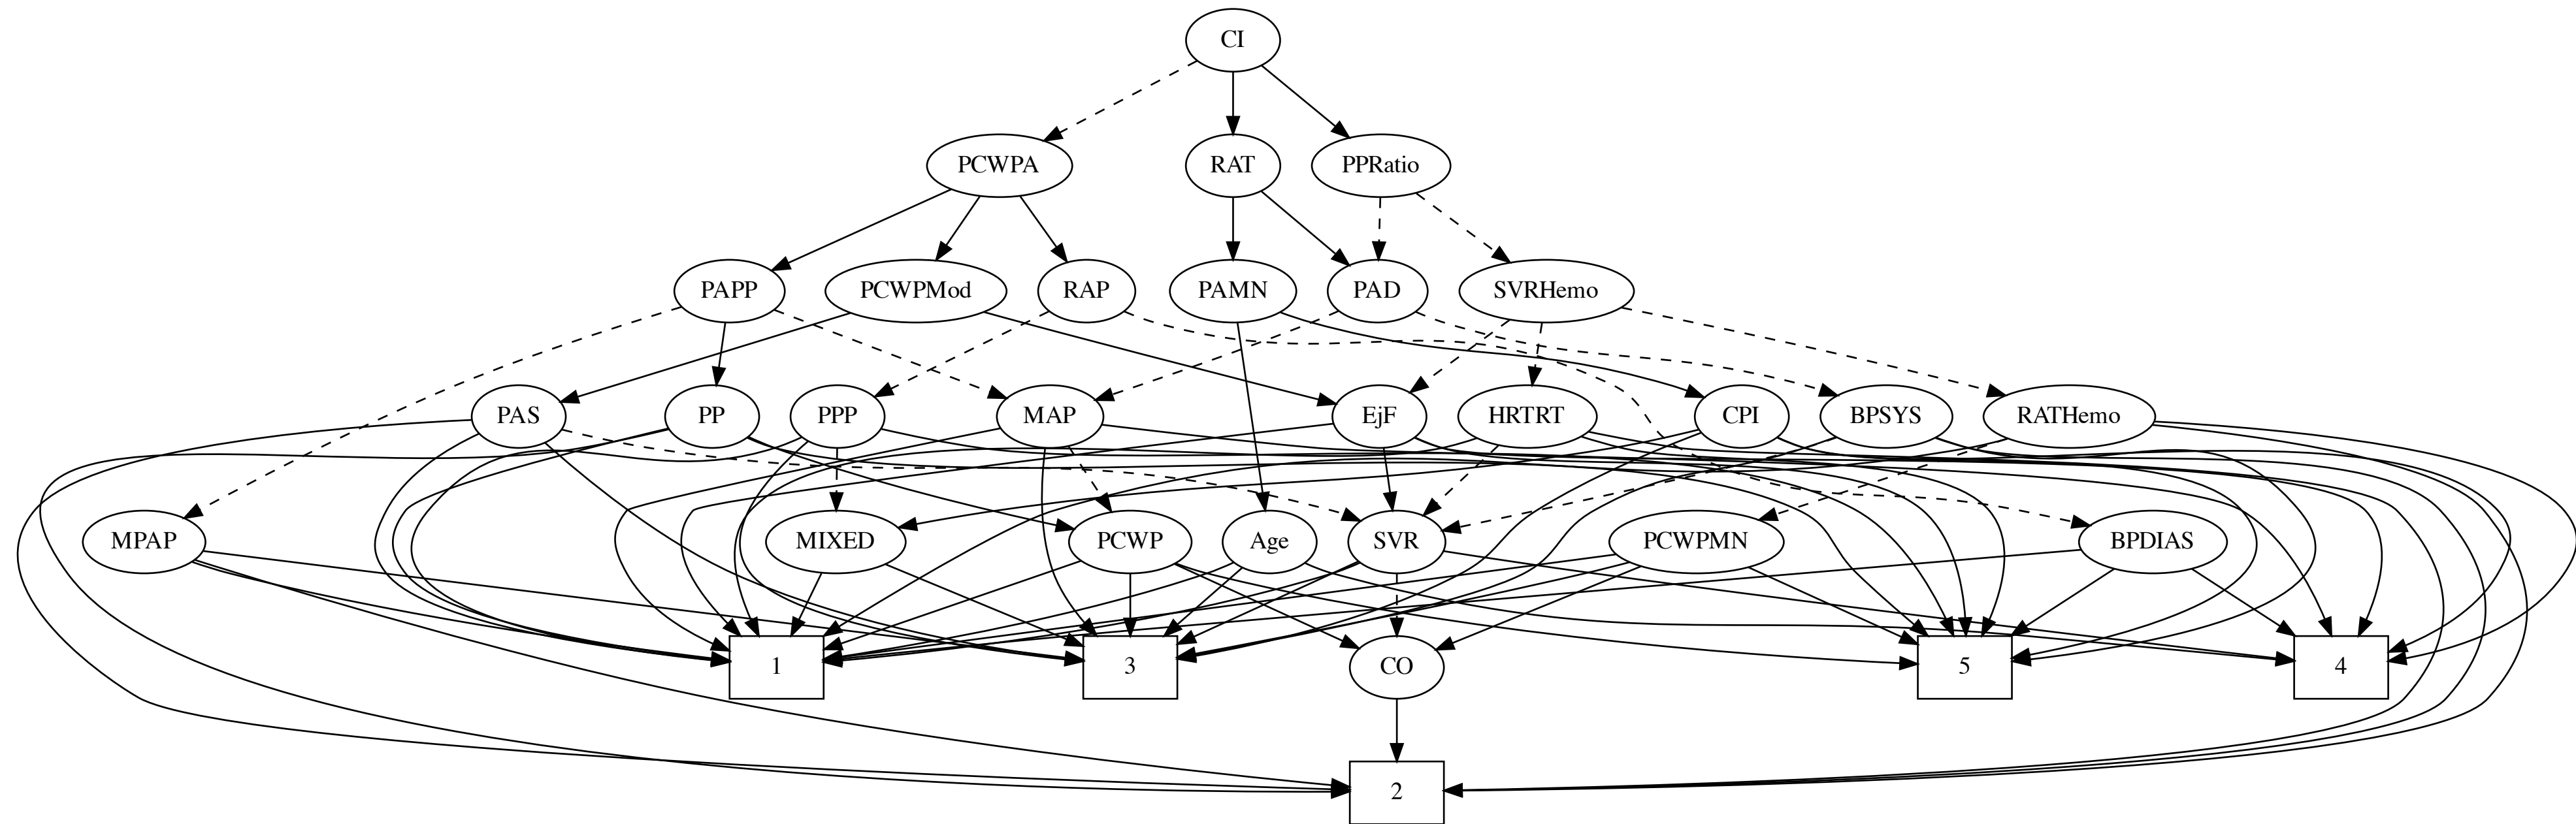 CI
PCWPA
RAT
PPRatio
PAPP
PCWPMod
RAP
PAMN
PAD
SVRHemo
PAS
PP
PPP
MAP
EjF
HRTRT
CPI
BPSYS
RATHemo
MPAP
MIXED
PCWP
Age
SVR
PCWPMN
BPDIAS
1
3
CO
5
4
2